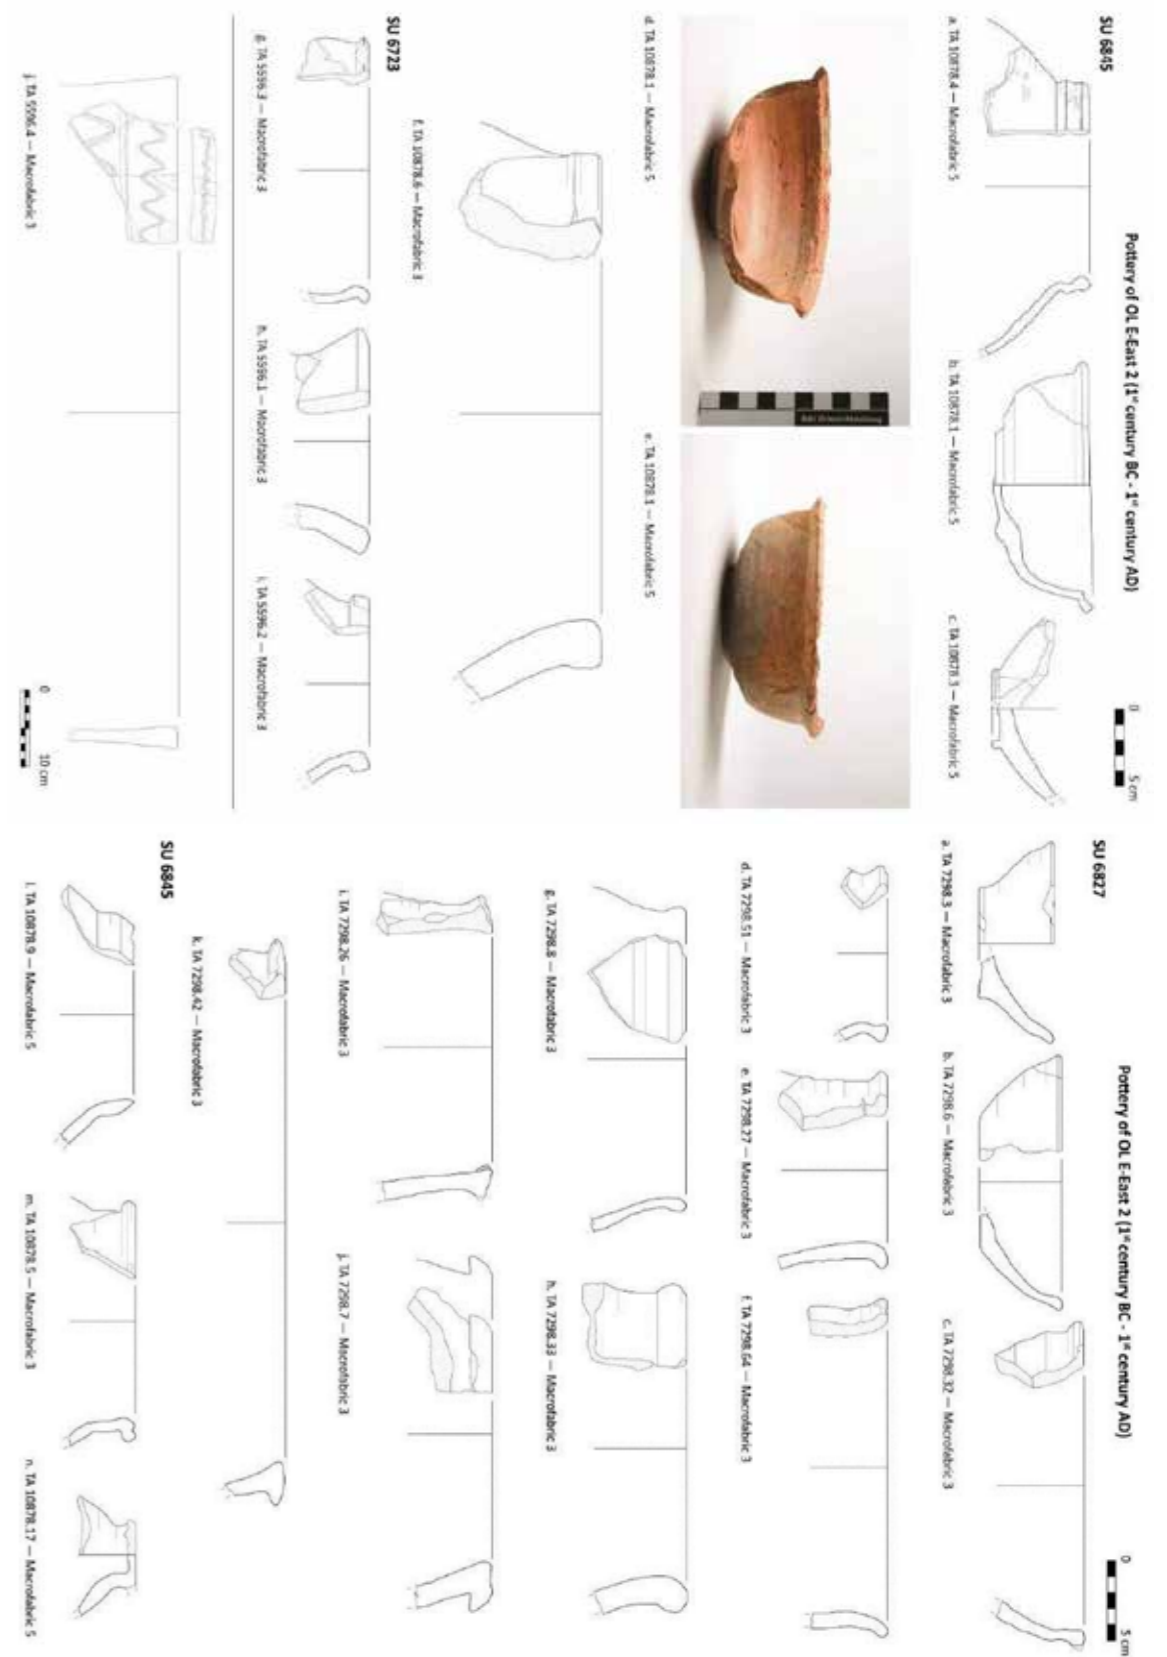 Pottery of OL E-East 2 (1st century BC - 1st century AD)
0 5 cm
SU 6845
a. TA 10878.4 — Macrofabric 5
b. TA 10878.1 — Macrofabric 5
c. TA 10878.3 — Macrofabric 5
d. TA 10878.1 — Macrofabric 5
e. TA 10878.1 — Macrofabric 5
f. TA 10878.6 — Macrofabric 3
SU 6723
g. TA 5596.3 — Macrofabric 3
h. TA 5596.1 — Macrofabric 3
i. TA 5596.2 — Macrofabric 3
j. TA 5596.4 — Macrofabric 3
0 10 cm
Pottery of OL E-East 2 (1st century BC - 1st century AD)
0 5 cm
SU 6827
a. TA 7298.3 — Macrofabric 3
b. TA 7298.6 — Macrofabric 3
c. TA 7298.32 — Macrofabric 3
d. TA 7298.51 — Macrofabric 3
e. TA 7298.27 — Macrofabric 3
f. TA 7298.64 — Macrofabric 3
g. TA 7298.8 — Macrofabric 3
h. TA 7298.33 — Macrofabric 3
i. TA 7298.26 — Macrofabric 3
j. TA 7298.7 — Macrofabric 3
k. TA 7298.42 — Macrofabric 3
SU 6845
l. TA 10878.9 — Macrofabric 5
m. TA 10878.5 — Macrofabric 3
n. TA 10878.17 — Macrofabric 5